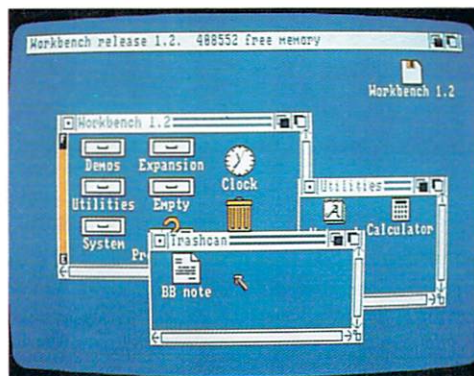 Workbench release 1.2. 488552 free memory
Workbench 1.2
Workbench 1.2
Demos Expansion
Clock
Utilities Empty
System
Utilities
Calculator
Trashcan
BB note